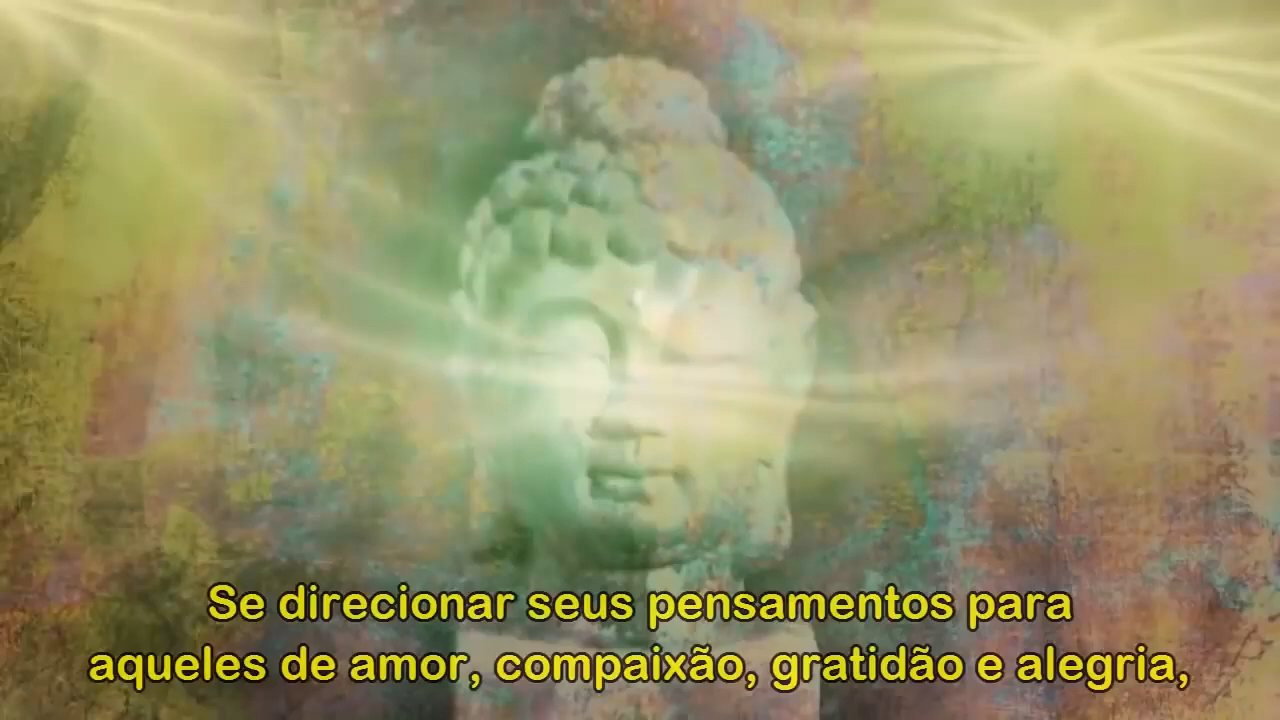 Se direcionar seus pensamentos para
aqueles de amor, compaixão, gratidão e alegria,